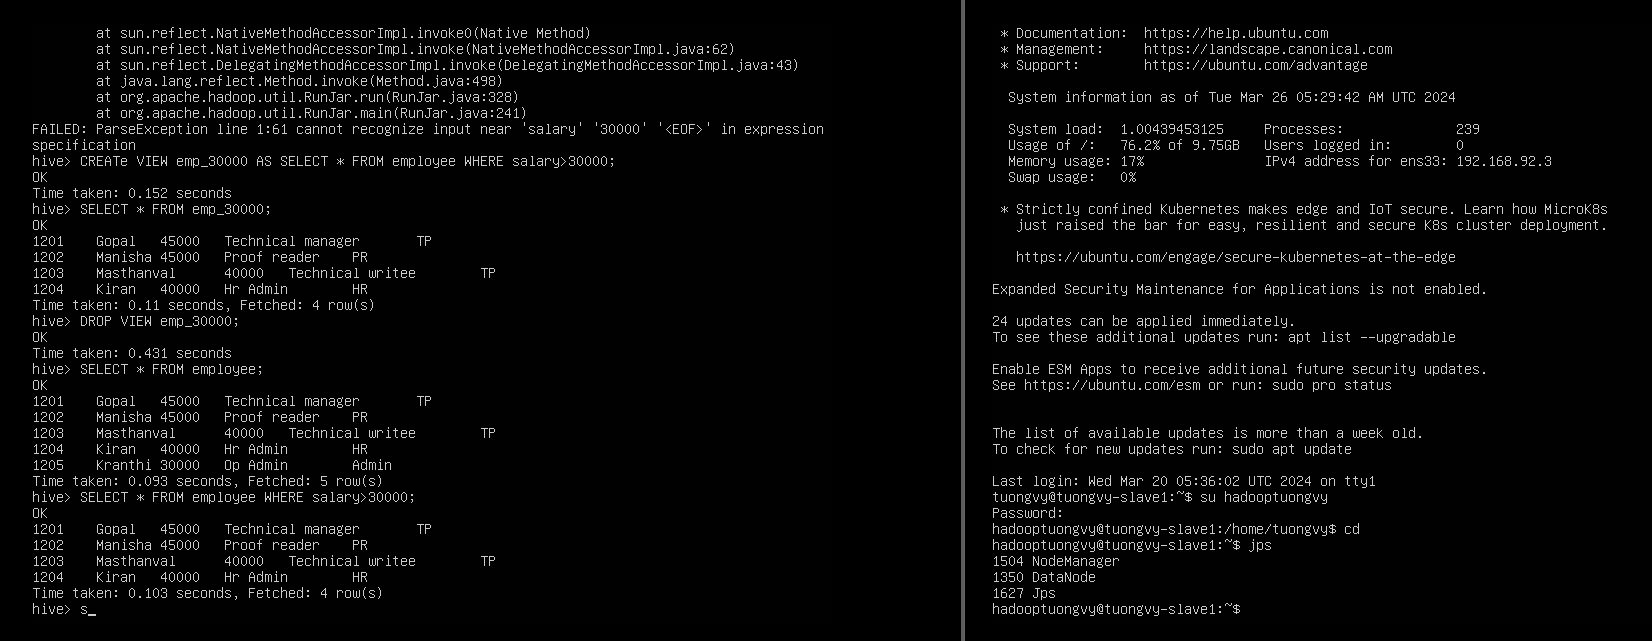 at sun.reflect.NativeMethodAccessorImpl.invoke0(Native Method)
at sun.reflect.NativeMethodAccessorImpl.invoke(NativeMethodAccessorImpl.java:62)
at sun.reflect.DelegatingMethodAccessorImpl.invoke(DelegatingMethodAccessorImpl.java:43)
at java.lang.reflect.Method.invoke(Method.java:498)
at org.apache.hadoop.util.RunJar.run(RunJar.java:328)
at org.apache.hadoop.util.RunJar.main(RunJar.java:241)
FAILED: ParseException line 1:61 cannot recognize input near 'salary' '30000' '<EOF>' in expression
specification
hive> CREATe VIEW emp_30000 AS SELECT * FROM employee WHERE salary>30000;
OK
Time taken: 0.152 seconds
hive> SELECT * FROM emp_30000;
OK
1201 Gopal 45000 Technical manager TP
1202 Manisha 45000 Proof reader PR
1203 Masthanval 40000 Technical writee TP
1204 Kiran 40000 Hr Admin HR
Time taken: 0.11 seconds, Fetched: 4 row(s)
hive> DROP VIEW emp_30000;
OK
Time taken: 0.431 seconds
hive> SELECT * FROM employee;
OK
1201 Gopal 45000 Technical manager TP
1202 Manisha 45000 Proof reader PR
1203 Masthanval 40000 Technical writee TP
1204 Kiran 40000 Hr Admin HR
1205 Kranthi 30000 Op Admin Admin
Time taken: 0.093 seconds, Fetched: 5 row(s)
hive> SELECT * FROM employee WHERE salary>30000;
OK
1201 Gopal 45000 Technical manager TP
1202 Manisha 45000 Proof reader PR
1203 Masthanval 40000 Technical writee TP
1204 Kiran 40000 Hr Admin HR
Time taken: 0.103 seconds, Fetched: 4 row(s)
hive> s_
* Documentation: https://help.ubuntu.com
* Management: https://landscape.canonical.com
* Support: https://ubuntu.com/advantage
System information as of Tue Mar 26 05:29:42 AM UTC 2024
System load: 1.00439453125 Processes: 239
Usage of /: 76.2% of 9.75GB Users logged in: 0
Memory usage: 17% IPv4 address for ens33: 192.168.92.3
Swap usage: 0%
* Strictly confined Kubernetes makes edge and IoT secure. Learn how MicroK8s
just raised the bar for easy, resilient and secure K8s cluster deployment.
https://ubuntu.com/engage/secure-kubernetes-at-the-edge
Expanded Security Maintenance for Applications is not enabled.
24 updates can be applied immediately.
To see these additional updates run: apt list --upgradable
Enable ESM Apps to receive additional future security updates.
See https://ubuntu.com/esm or run: sudo pro status
The list of available updates is more than a week old.
To check for new updates run: sudo apt update
Last login: Wed Mar 20 05:36:02 UTC 2024 on tty1
tuongvy@tuongvy-slave1:~$ su hadooptuongvy
Password:
hadooptuongvy@tuongvy-slave1:/home/tuongvy$ cd
hadooptuongvy@tuongvy-slave1:~$ jps
1504 NodeManager
1350 DataNode
1627 Jps
hadooptuongvy@tuongvy-slave1:~$